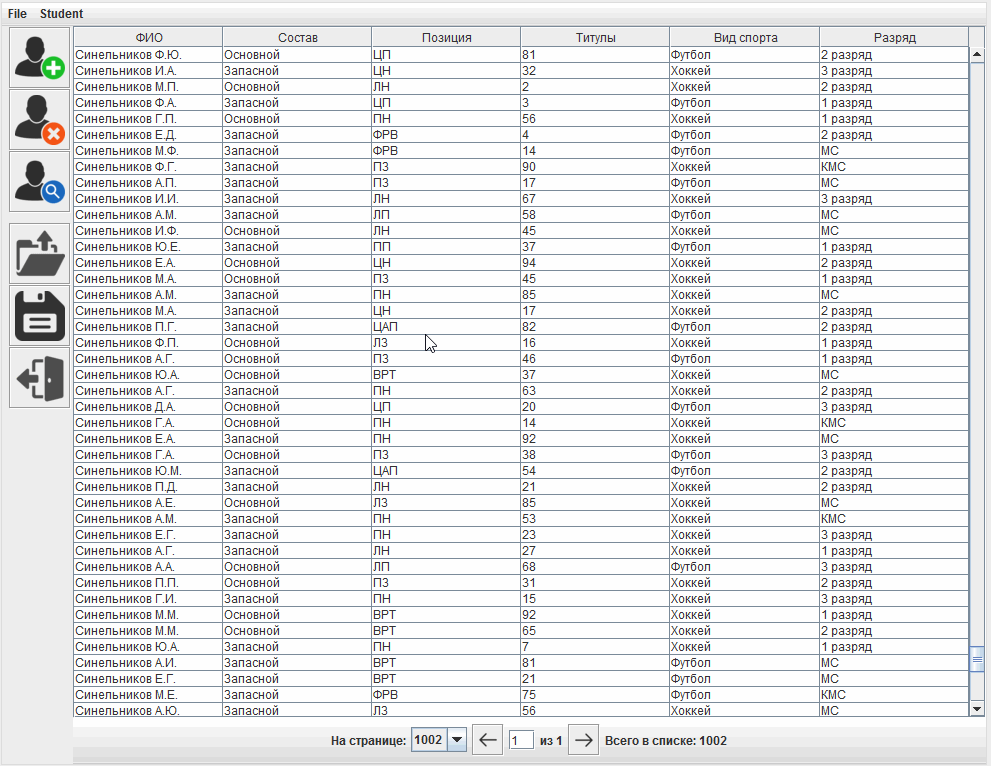 File Student
ФИО Состав Позиция Титулы Вид спорта Разряд
Синельников Ф.Ю. Основной ЦП 81 Футбол 2 разряд
Синельников И.А. Запасной ЦН 32 Хоккей 3 разряд
Синельников М.П. Основной ЛН 2 Хоккей 2 разряд
Синельников Ф.А. Запасной ЦП 3 Футбол 1 разряд
Синельников Г.П. Основной ПН 56 Хоккей 1 разряд
Синельников Е.Д. Запасной ФРВ 4 Футбол 2 разряд
Синельников М.Ф. Запасной ФРВ 14 Футбол МС
Синельников Ф.Г. Запасной ПЗ 90 Хоккей КМС
Синельников А.П. Запасной ПЗ 17 Футбол МС
Синельников И.И. Запасной ЛН 67 Хоккей 3 разряд
Синельников А.М. Запасной ЛП 58 Футбол МС
Синельников И.Ф. Основной ЛН 45 Хоккей МС
Синельников Ю.Е. Запасной ПП 37 Футбол 1 разряд
Синельников Е.А. Основной ЦН 94 Хоккей 2 разряд
Синельников М.А. Основной ПЗ 45 Хоккей 1 разряд
Синельников А.М. Запасной ПН 85 Хоккей МС
Синельников М.А. Запасной ЦН 17 Хоккей 2 разряд
Синельников П.Г. Запасной ЦАП 82 Футбол 2 разряд
Синельников Ф.П. Основной ЛЗ 16 Хоккей 1 разряд
Синельников А.Г. Основной ПЗ 46 Футбол 1 разряд
Синельников Ю.А. Основной ВРТ 37 Хоккей МС
Синельников А.Г. Запасной ПН 63 Хоккей 2 разряд
Синельников Д.А. Основной ЦП 20 Футбол 3 разряд
Синельников Г.А. Основной ПН 14 Хоккей КМС
Синельников Е.А. Запасной ПН 92 Хоккей МС
Синельников Г.А. Основной ПЗ 38 Футбол 3 разряд
Синельников Ю.М. Запасной ЦАП 54 Футбол 2 разряд
Синельников П.Д. Запасной ЛН 21 Хоккей 2 разряд
Синельников А.Е. Основной ЛЗ 85 Хоккей МС
Синельников А.М. Запасной ПН 53 Хоккей КМС
Синельников Е.Г. Запасной ПН 23 Хоккей 3 разряд
Синельников А.Г. Запасной ЛН 27 Хоккей 1 разряд
Синельников А.А. Основной ЛП 68 Футбол 3 разряд
Синельников П.П. Основной ПЗ 31 Хоккей 2 разряд
Синельников Г.И. Запасной ПН 15 Хоккей 3 разряд
Синельников М.М. Основной ВРТ 92 Хоккей 1 разряд
Синельников М.М. Основной ВРТ 65 Хоккей 2 разряд
Синельников Ю.А. Запасной ПН 7 Хоккей 1 разряд
Синельников А.И. Запасной ВРТ 81 Футбол МС
Синельников Е.Г. Запасной ВРТ 21 Футбол МС
Синельников М.Е. Запасной ФРВ 75 Футбол КМС
Синельников А.Ю. Запасной ЛЗ 56 Хоккей МС
На странице: 1002 1 из 1 Всего в списке: 1002